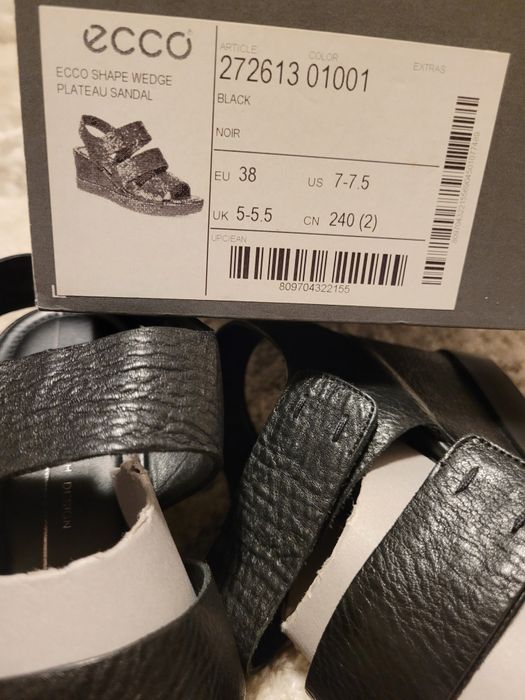 ecco
ECCO SHAPE WEDGE
PLATEAU SANDAL
ARTICLE
COLOR
EXTRAS
272613 01001
BLACK
NOIR
EU 38
US 7-7.5
UK 5-5.5
CN 240 (2)
UPC/EAN
809704322155
DESIGN